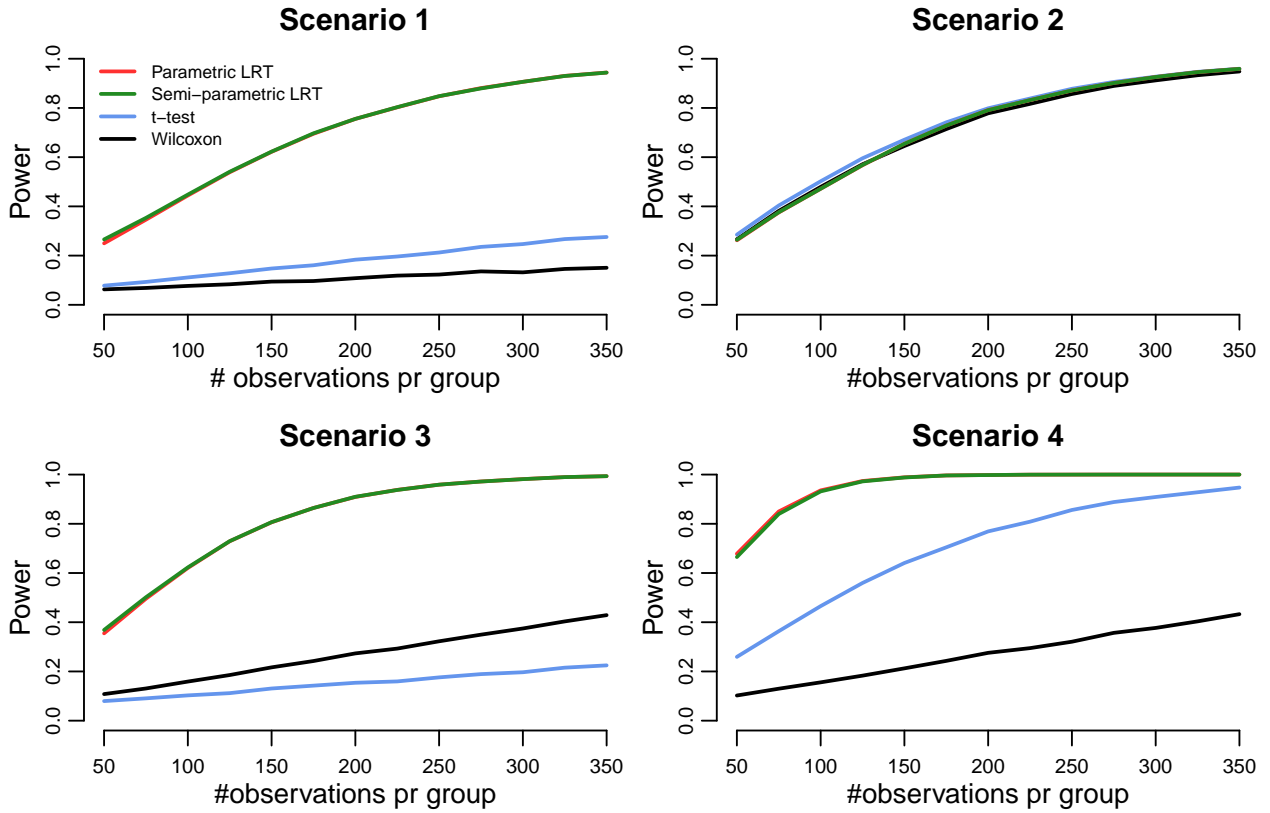 Scenario 1
Power
0.0 0.2 0.4 0.6 0.8 1.0
Parametric LRT
Semi−parametric LRT
t−test
Wilcoxon
50 100 150 200 250 300 350
# observations pr group
Scenario 2
Power
0.0 0.2 0.4 0.6 0.8 1.0
50 100 150 200 250 300 350
#observations pr group
Scenario 3
Power
0.0 0.2 0.4 0.6 0.8 1.0
50 100 150 200 250 300 350
#observations pr group
Scenario 4
Power
0.0 0.2 0.4 0.6 0.8 1.0
50 100 150 200 250 300 350
#observations pr group